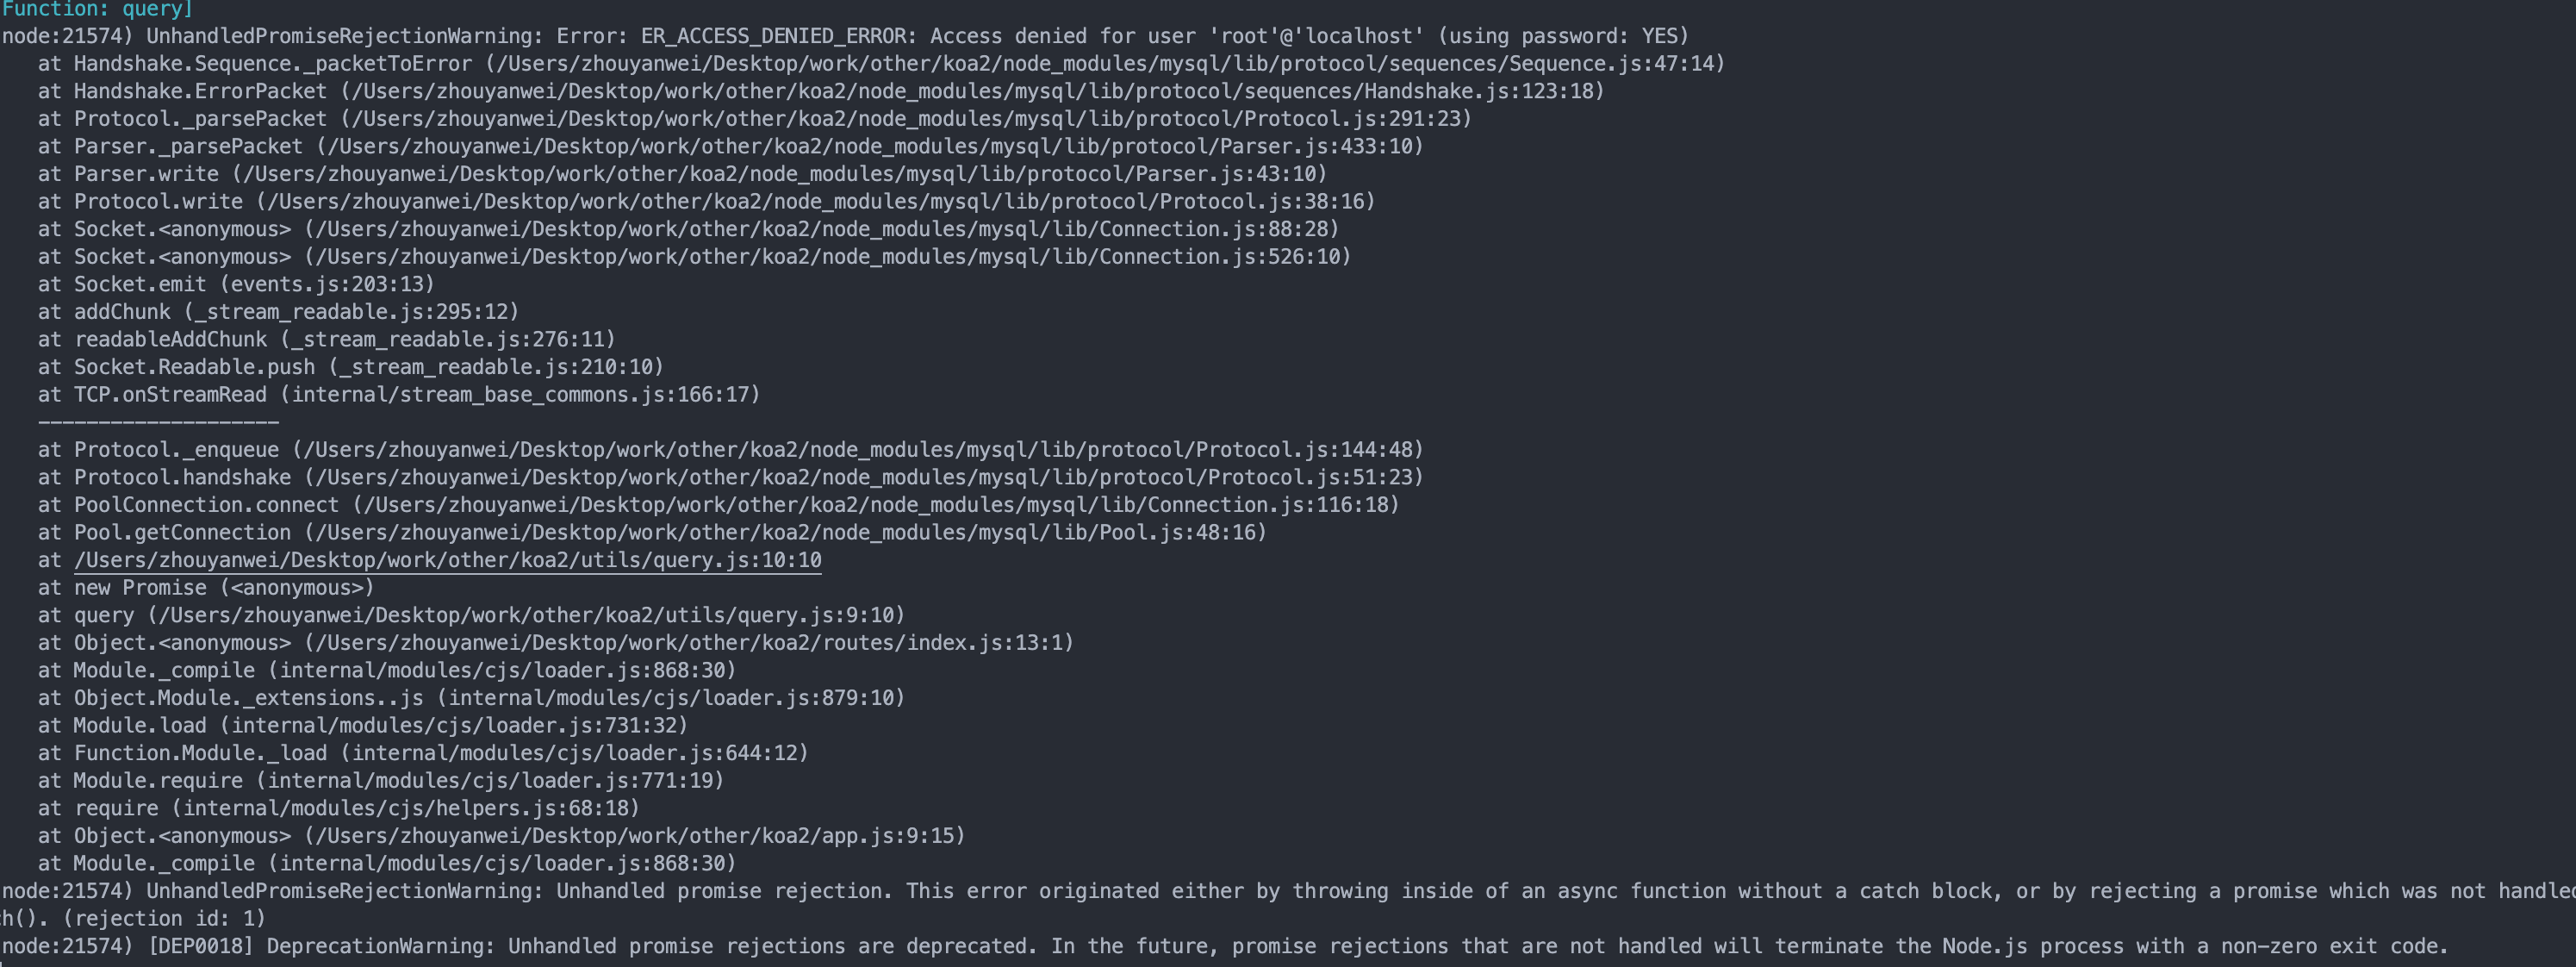 Function: query]
node:21574) UnhandledPromiseRejectionWarning: Error: ER_ACCESS_DENIED_ERROR: Access denied for user 'root'@'localhost' (using password: YES)
at Handshake.Sequence._packetToError (/Users/zhouyanwei/Desktop/work/other/koa2/node_modules/mysql/lib/protocol/sequences/Sequence.js:47:14)
at Handshake.ErrorPacket (/Users/zhouyanwei/Desktop/work/other/koa2/node_modules/mysql/lib/protocol/sequences/Handshake.js:123:18)
at Protocol._parsePacket (/Users/zhouyanwei/Desktop/work/other/koa2/node_modules/mysql/lib/protocol/Protocol.js:291:23)
at Parser._parsePacket (/Users/zhouyanwei/Desktop/work/other/koa2/node_modules/mysql/lib/protocol/Parser.js:433:10)
at Parser.write (/Users/zhouyanwei/Desktop/work/other/koa2/node_modules/mysql/lib/protocol/Parser.js:43:10)
at Protocol.write (/Users/zhouyanwei/Desktop/work/other/koa2/node_modules/mysql/lib/protocol/Protocol.js:38:16)
at Socket.<anonymous> (/Users/zhouyanwei/Desktop/work/other/koa2/node_modules/mysql/lib/Connection.js:88:28)
at Socket.<anonymous> (/Users/zhouyanwei/Desktop/work/other/koa2/node_modules/mysql/lib/Connection.js:526:10)
at Socket.emit (events.js:203:13)
at addChunk (_stream_readable.js:295:12)
at readableAddChunk (_stream_readable.js:276:11)
at Socket.Readable.push (_stream_readable.js:210:10)
at TCP.onStreamRead (internal/stream_base_commons.js:166:17)
--------------------
at Protocol._enqueue (/Users/zhouyanwei/Desktop/work/other/koa2/node_modules/mysql/lib/protocol/Protocol.js:144:48)
at Protocol.handshake (/Users/zhouyanwei/Desktop/work/other/koa2/node_modules/mysql/lib/protocol/Protocol.js:51:23)
at PoolConnection.connect (/Users/zhouyanwei/Desktop/work/other/koa2/node_modules/mysql/lib/Connection.js:116:18)
at Pool.getConnection (/Users/zhouyanwei/Desktop/work/other/koa2/node_modules/mysql/lib/Pool.js:48:16)
at /Users/zhouyanwei/Desktop/work/other/koa2/utils/query.js:10:10
at new Promise (<anonymous>)
at query (/Users/zhouyanwei/Desktop/work/other/koa2/utils/query.js:9:10)
at Object.<anonymous> (/Users/zhouyanwei/Desktop/work/other/koa2/routes/index.js:13:1)
at Module._compile (internal/modules/cjs/loader.js:868:30)
at Object.Module._extensions..js (internal/modules/cjs/loader.js:879:10)
at Module.load (internal/modules/cjs/loader.js:731:32)
at Function.Module._load (internal/modules/cjs/loader.js:644:12)
at Module.require (internal/modules/cjs/loader.js:771:19)
at require (internal/modules/cjs/helpers.js:68:18)
at Object.<anonymous> (/Users/zhouyanwei/Desktop/work/other/koa2/app.js:9:15)
at Module._compile (internal/modules/cjs/loader.js:868:30)
node:21574) UnhandledPromiseRejectionWarning: Unhandled promise rejection. This error originated either by throwing inside of an async function without a catch block, or by rejecting a promise which was not handled
h(). (rejection id: 1)
node:21574) [DEP0018] DeprecationWarning: Unhandled promise rejections are deprecated. In the future, promise rejections that are not handled will terminate the Node.js process with a non-zero exit code.